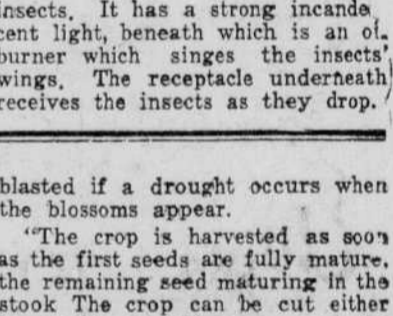 insects. It has a strong incande
cent light, beneath which is an
burner which singes the insects'
wings. The receptacle underneath
receives the insects as they drop.
blasted if a drought occurs when
the blossoms appear.
"The crop is harvested as soon
as the first seeds are fully mature,
the remaining seed maturing in the
stook The crop can be cut either